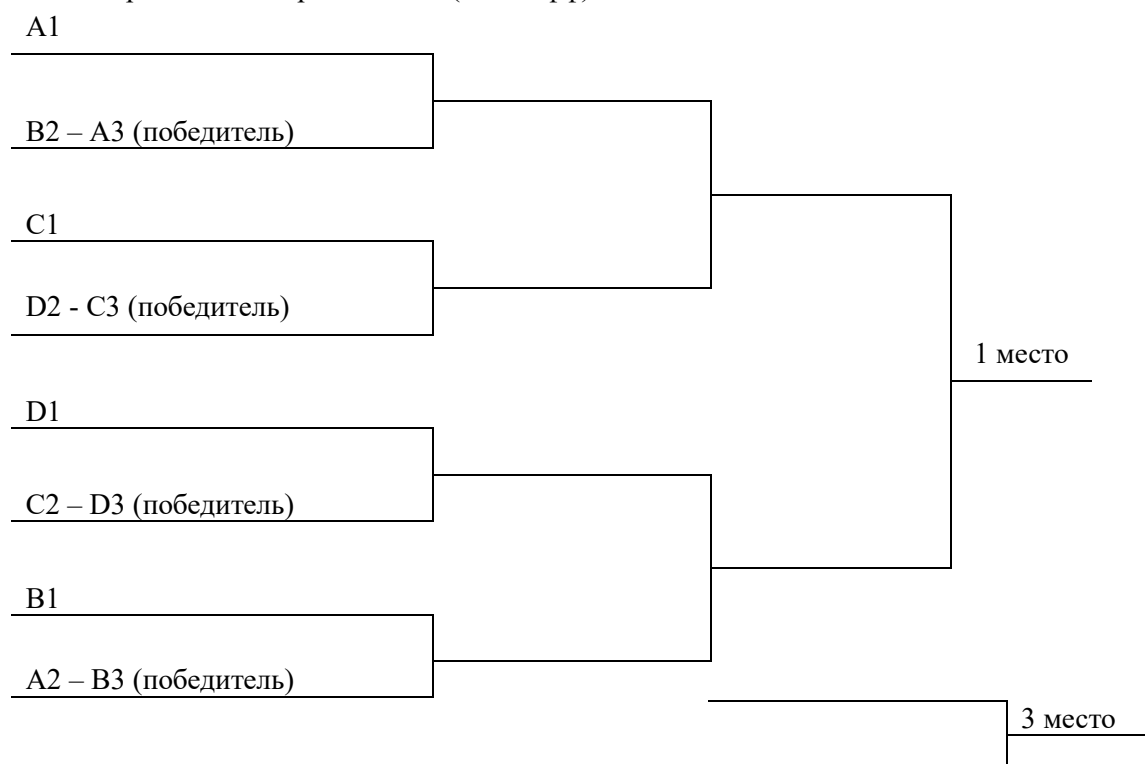 A1
B2 – A3 (победитель)
C1
D2 - C3 (победитель)
1 место
D1
C2 – D3 (победитель)
B1
A2 – B3 (победитель)
3 место